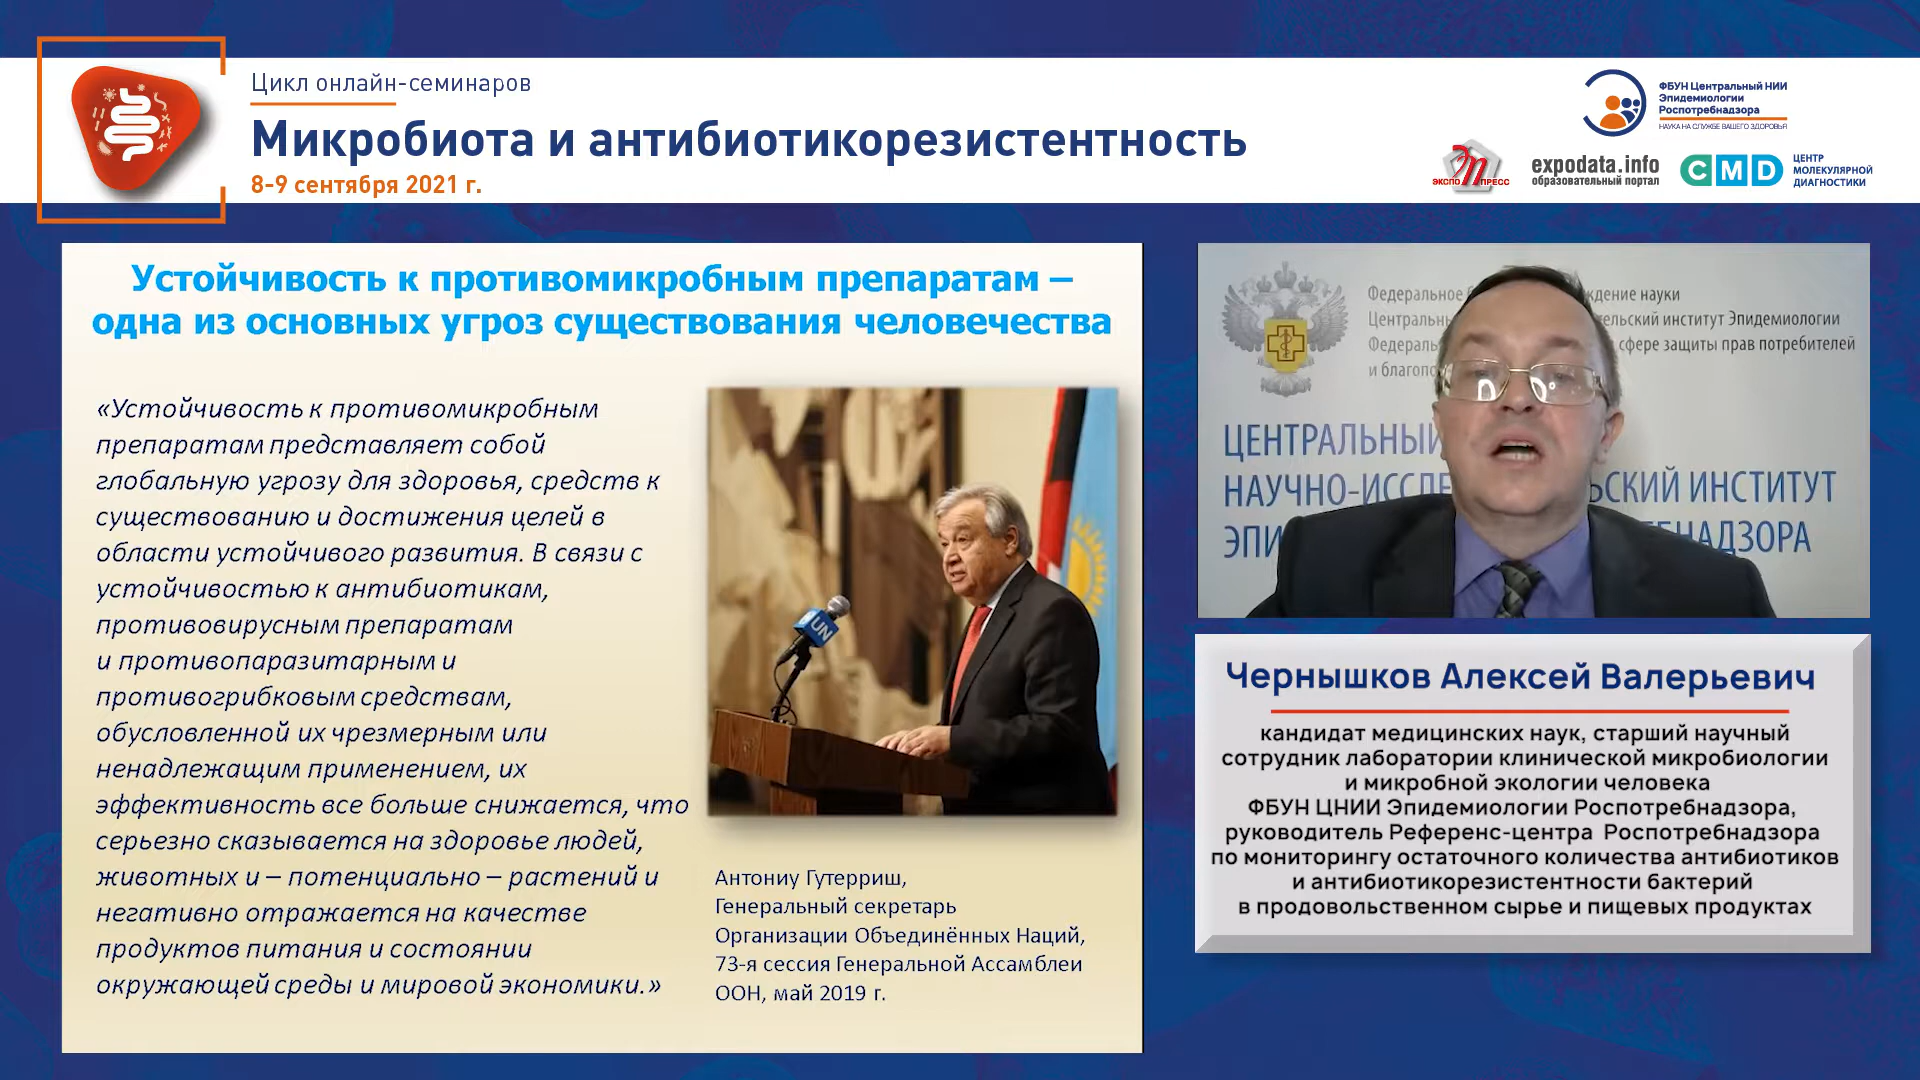 Цикл онлайн-семинаров
Микробиота и антибиотикорезистентность
8-9 сентября 2021 г.
ФБУН Центральный НИИ
Эпидемиологии
Роспотребнадзора
НАУКА НА СЛУЖБЕ ВАШЕГО ЗДОРОВЬЯ!
ЭКСПО ПРЕСС
expodata.info
образовательный портал
CMD
ЦЕНТР
МОЛЕКУЛЯРНОЙ
ДИАГНОСТИКИ
Устойчивость к противомикробным препаратам –
одна из основных угроз существования человечества
«Устойчивость к противомикробным
препаратам представляет собой
глобальную угрозу для здоровья, средств к
существованию и достижения целей в
области устойчивого развития. В связи с
устойчивостью к антибиотикам,
противовирусным препаратам
и противопаразитарным и
противогрибковым средствам,
обусловленной их чрезмерным или
ненадлежащим применением, их
эффективность все больше снижается, что
серьезно сказывается на здоровье людей,
животных и – потенциально – растений и
негативно отражается на качестве
продуктов питания и состоянии
окружающей среды и мировой экономики.»
UN
Антониу Гутерриш,
Генеральный секретарь
Организации Объединённых Наций,
73-я сессия Генеральной Ассамблеи
ООН, май 2019 г.
Федеральное ждение науки
Центральны тельский институт Эпидемиологии
Федераль сфере защиты прав потребителей
и благопо
ЦЕНТРАЛЬНЫЙ
НАУЧНО-ИССЛЕ ЬСКИЙ ИНСТИТУТ
ЭПИ ЕНАДЗОРА
Чернышков Алексей Валерьевич
кандидат медицинских наук, старший научный
сотрудник лаборатории клинической микробиологии
и микробной экологии человека
ФБУН ЦНИИ Эпидемиологии Роспотребнадзора,
руководитель Референс-центра Роспотребнадзора
по мониторингу остаточного количества антибиотиков
и антибиотикорезистентности бактерий
в продовольственном сырье и пищевых продуктах